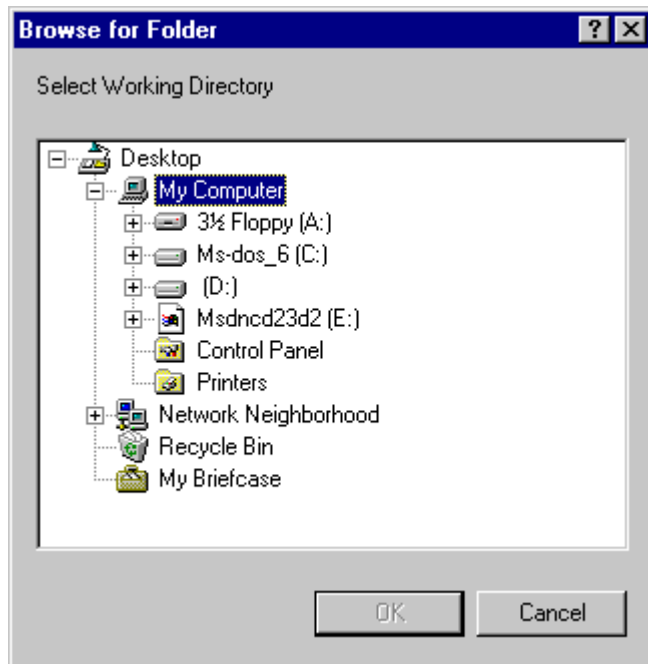 Browse for Folder
Select Working Directory
Desktop
My Computer
3½ Floppy (A:)
Ms-dos_6 (C:)
(D:)
Msdncd23d2 (E:)
Control Panel
Printers
Network Neighborhood
Recycle Bin
My Briefcase
OK Cancel